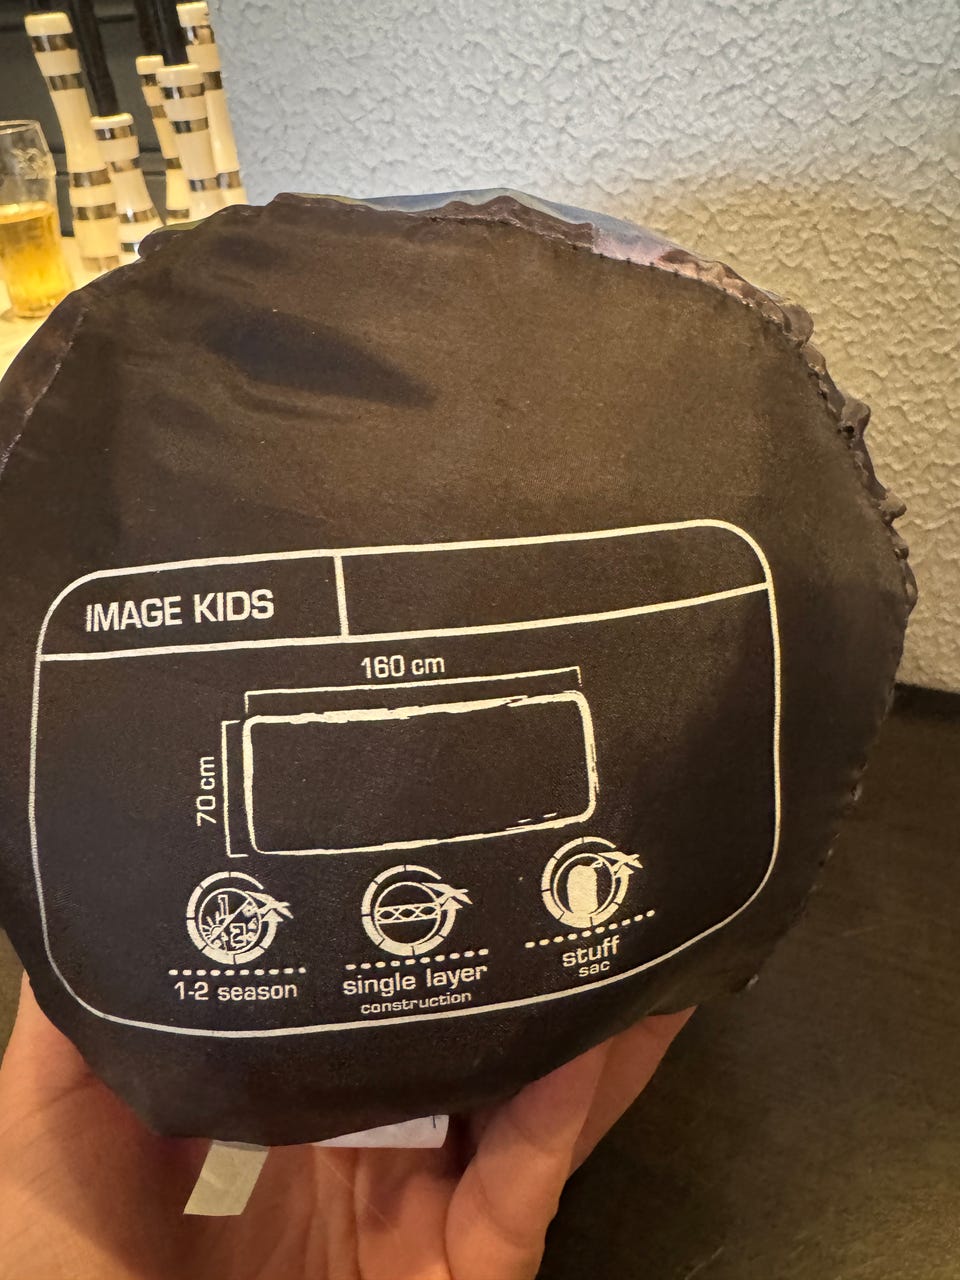 IMAGE KIDS
160 cm
70 cm
1-2 season
single layer
construction
stuff
sac